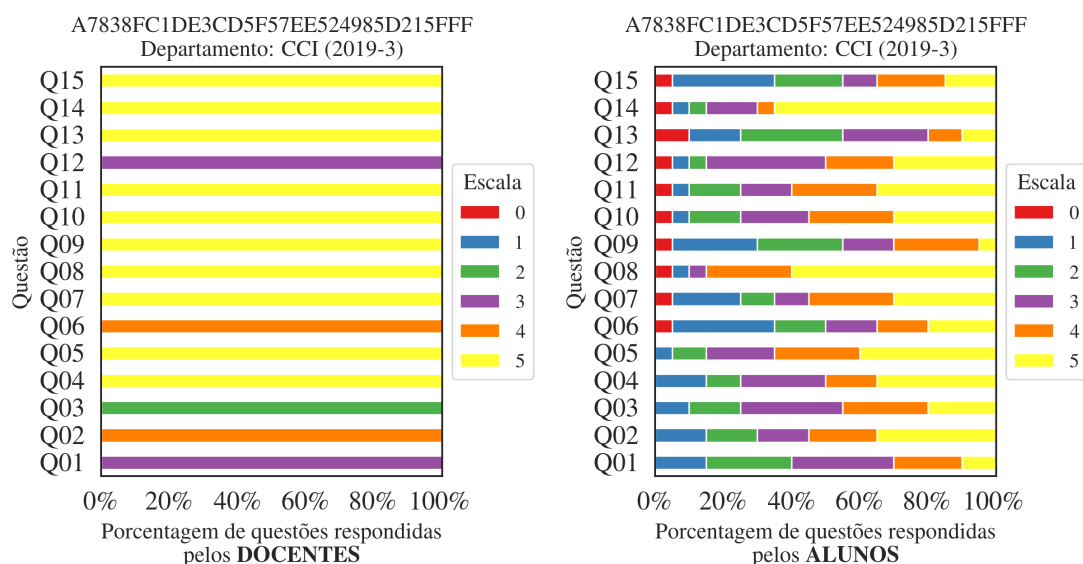 A7838FC1DE3CD5F57EE524985D215FFF
Departamento: CCI (2019-3)
Questão
Q15
Q14
Q13
Q12
Q11
Q10
Q09
Q08
Q07
Q06
Q05
Q04
Q03
Q02
Q01
0% 20% 40% 60% 80% 100%
Porcentagem de questões respondidas
pelos DOCENTES
Escala
0
1
2
3
4
5
A7838FC1DE3CD5F57EE524985D215FFF
Departamento: CCI (2019-3)
Questão
Q15
Q14
Q13
Q12
Q11
Q10
Q09
Q08
Q07
Q06
Q05
Q04
Q03
Q02
Q01
0% 20% 40% 60% 80% 100%
Porcentagem de questões respondidas
pelos ALUNOS
Escala
0
1
2
3
4
5